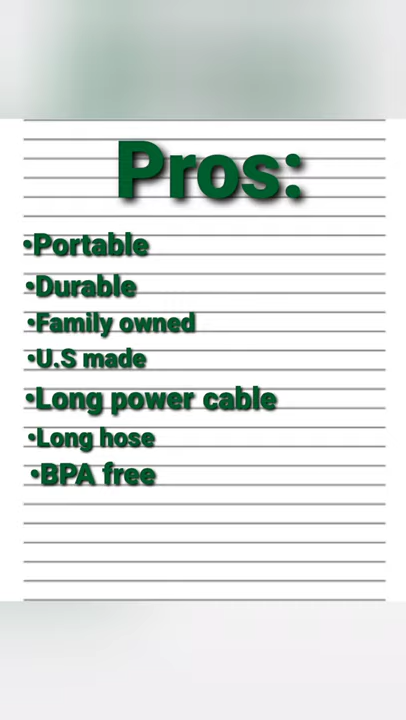 Pros:
•Portable
•Durable
•Family owned
•U.S made
•Long power cable
•Long hose
•BPA free